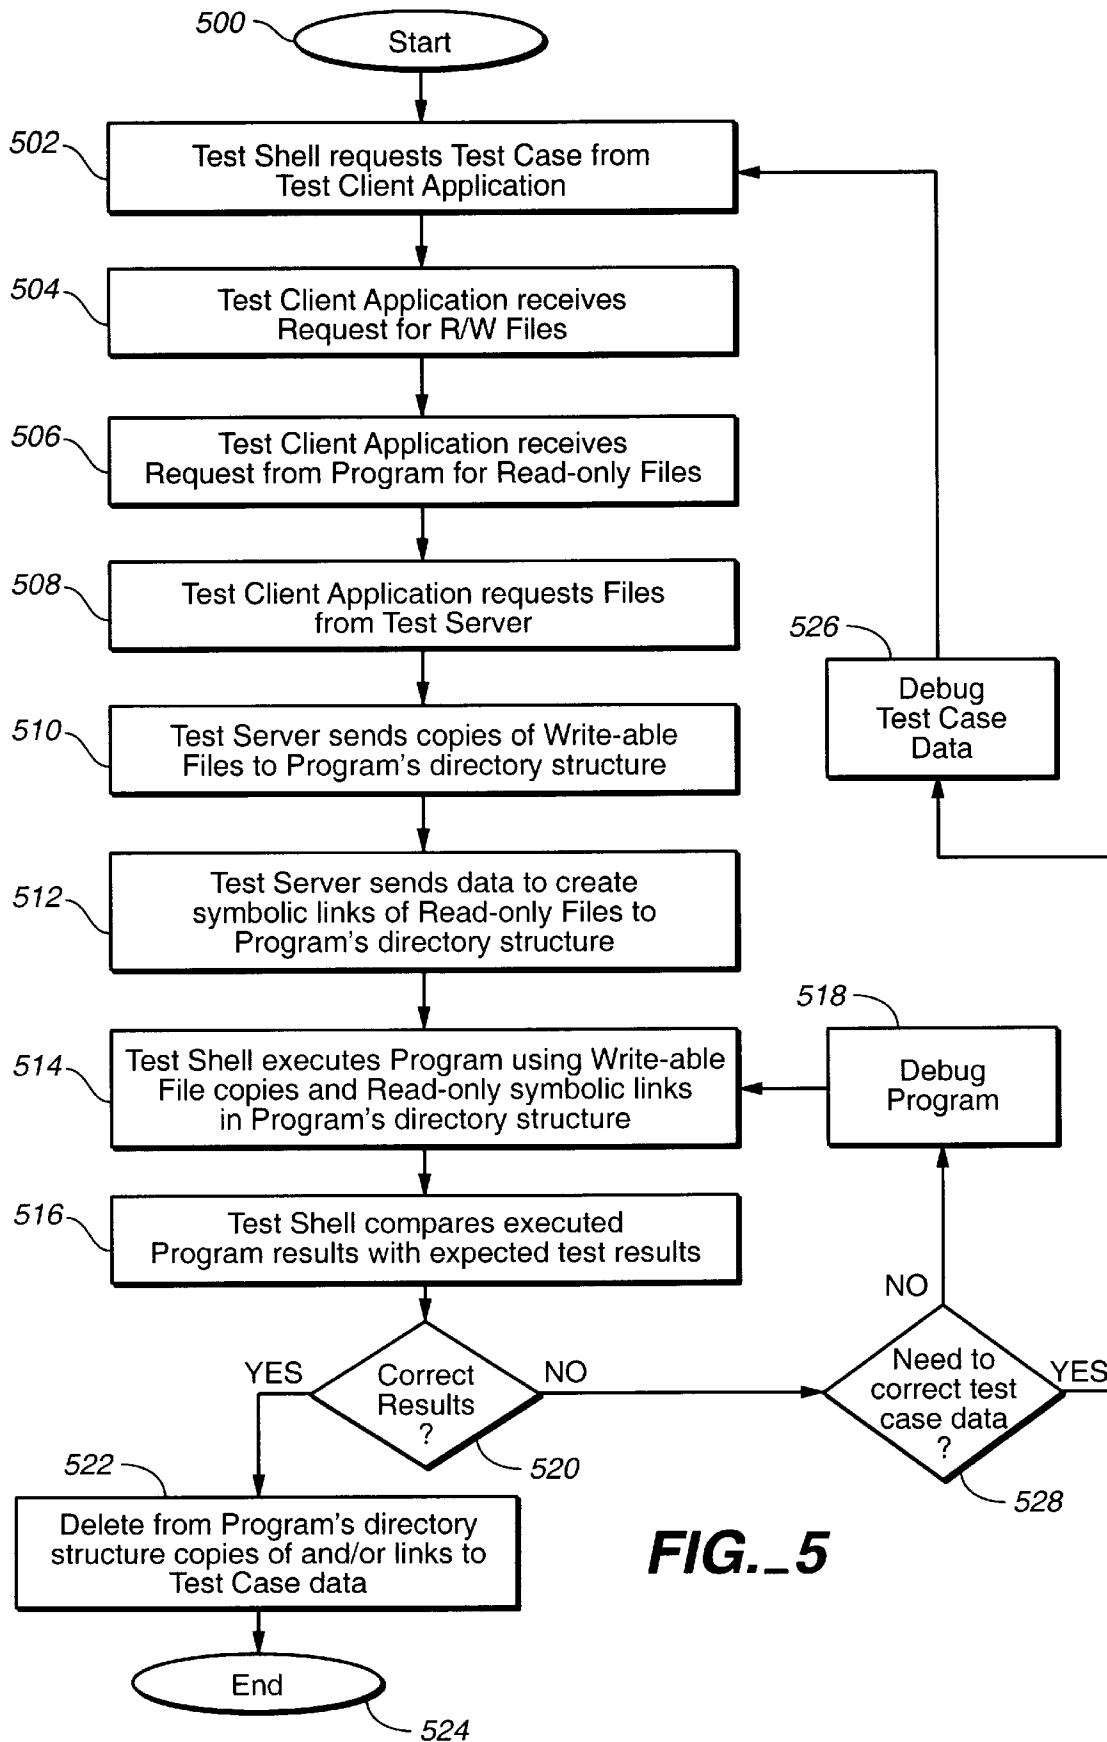 500
Start
502
Test Shell requests Test Case from
Test Client Application
504
Test Client Application receives
Request for R/W Files
506
Test Client Application receives
Request from Program for Read-only Files
508
Test Client Application requests Files
from Test Server
526
Debug
Test Case
Data
510
Test Server sends copies of Write-able
Files to Program's directory structure
512
Test Server sends data to create
symbolic links of Read-only Files to
Program's directory structure
518
Debug
Program
514
Test Shell executes Program using Write-able
File copies and Read-only symbolic links
in Program's directory structure
516
Test Shell compares executed
Program results with expected test results
NO
YES
Correct
Results
?
NO
520
Need to
correct test
case data
?
YES
528
522
Delete from Program's directory
structure copies of and/or links to
Test Case data
FIG._5
End
524